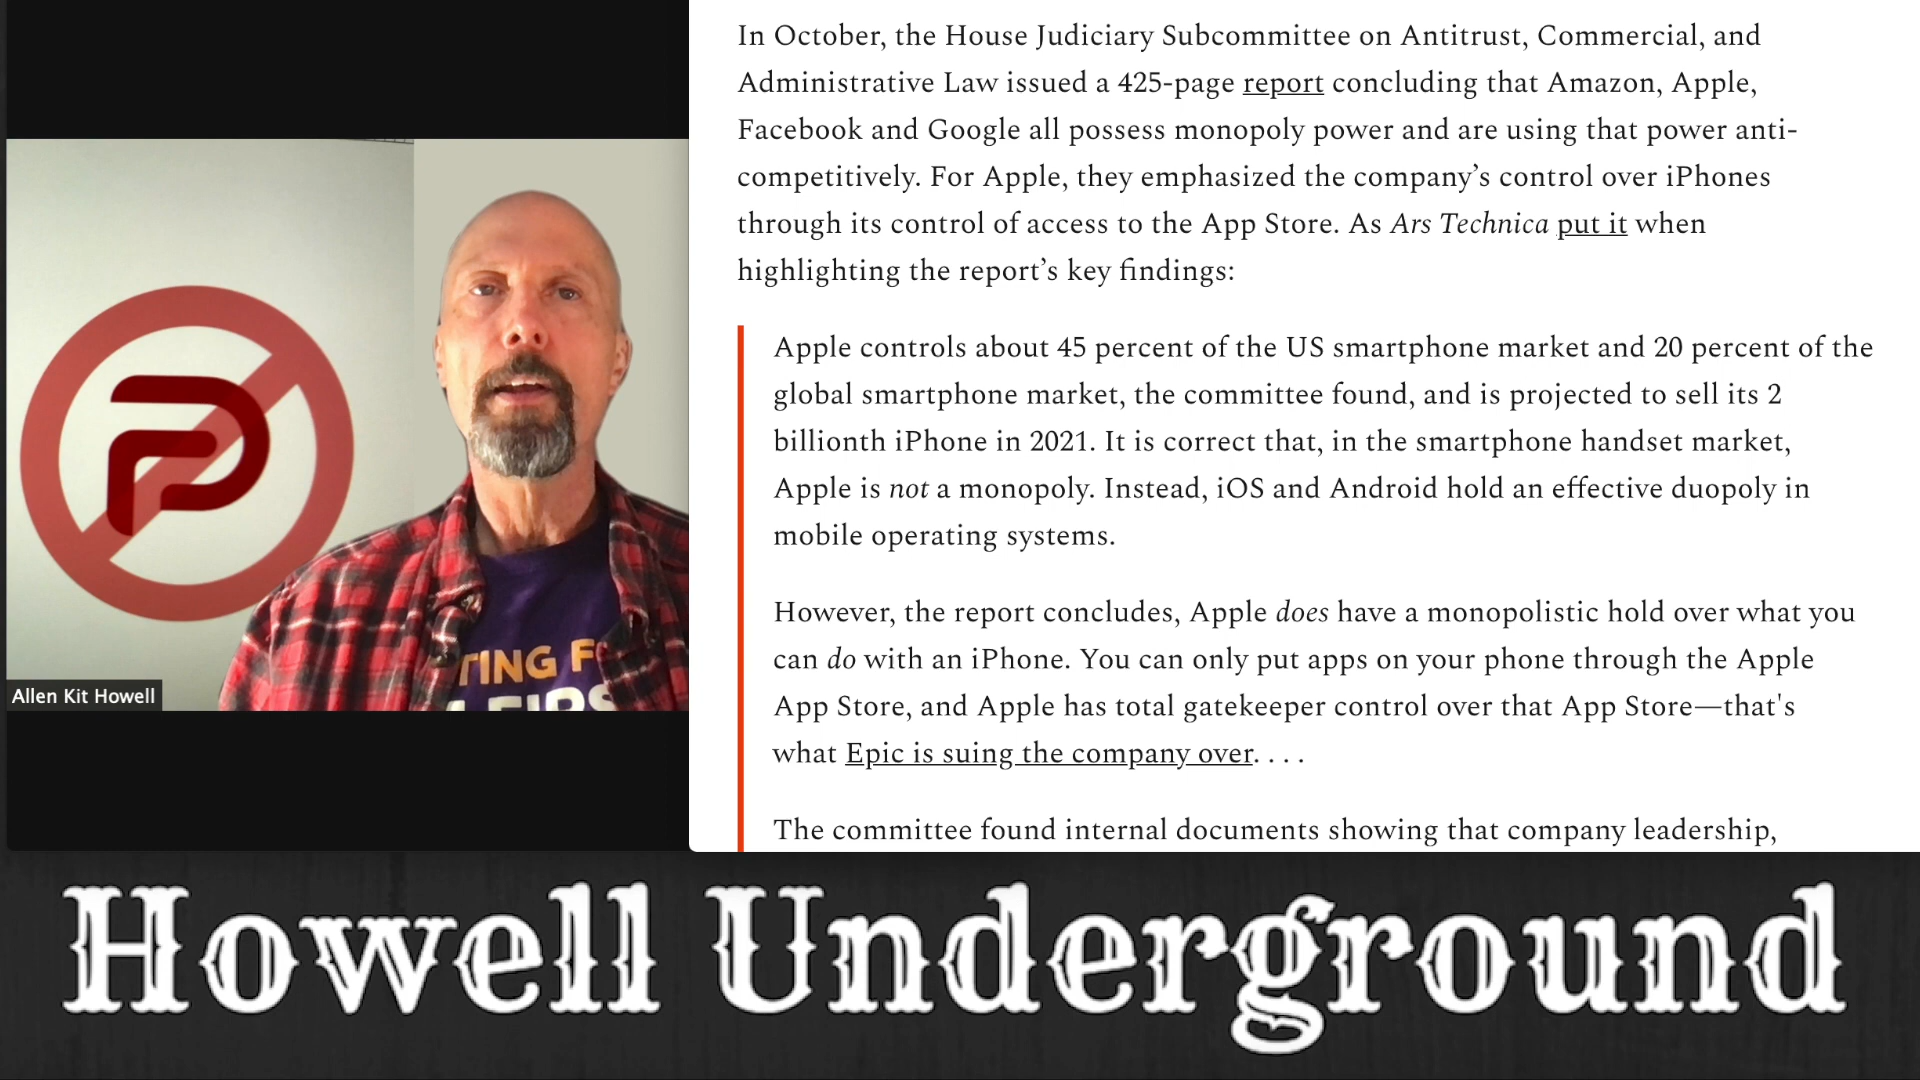 In October, the House Judiciary Subcommittee on Antitrust, Commercial, and
Administrative Law issued a 425-page report concluding that Amazon, Apple,
Facebook and Google all possess monopoly power and are using that power anti-
competitively. For Apple, they emphasized the company’s control over iPhones
through its control of access to the App Store. As Ars Technica put it when
highlighting the report’s key findings:
Apple controls about 45 percent of the US smartphone market and 20 percent of the
global smartphone market, the committee found, and is projected to sell its 2
billionth iPhone in 2021. It is correct that, in the smartphone handset market,
Apple is not a monopoly. Instead, iOS and Android hold an effective duopoly in
mobile operating systems.
However, the report concludes, Apple does have a monopolistic hold over what you
can do with an iPhone. You can only put apps on your phone through the Apple
App Store, and Apple has total gatekeeper control over that App Store—that's
what Epic is suing the company over. . . .
The committee found internal documents showing that company leadership,
Allen Kit Howell
Howell Underground